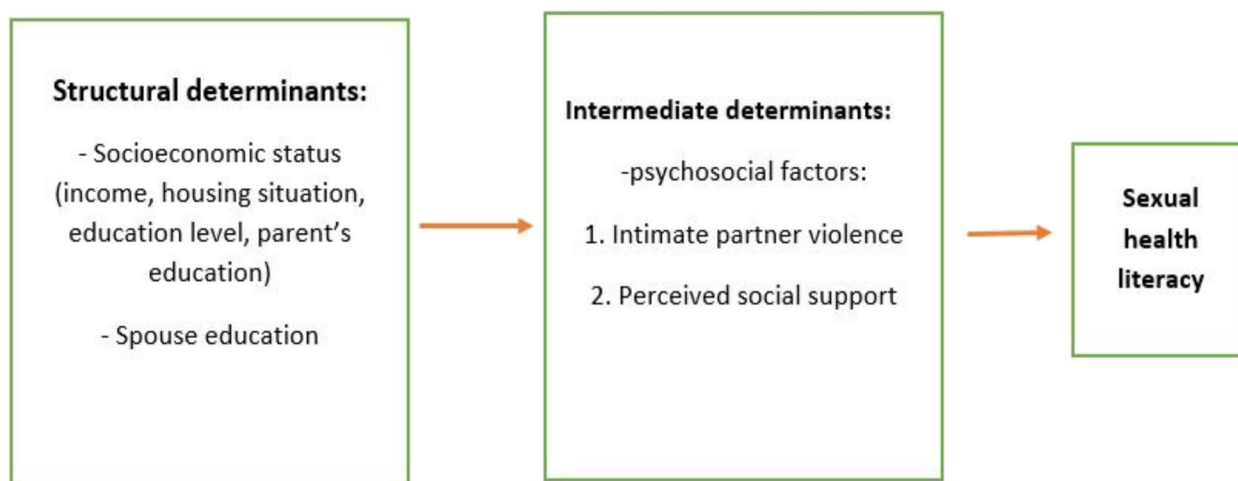 Structural determinants:
- Socioeconomic status
(income, housing situation,
education level, parent's
education)
- Spouse education
Intermediate determinants:
-psychosocial factors:
1. Intimate partner violence
2. Perceived social support
Sexual
health
literacy